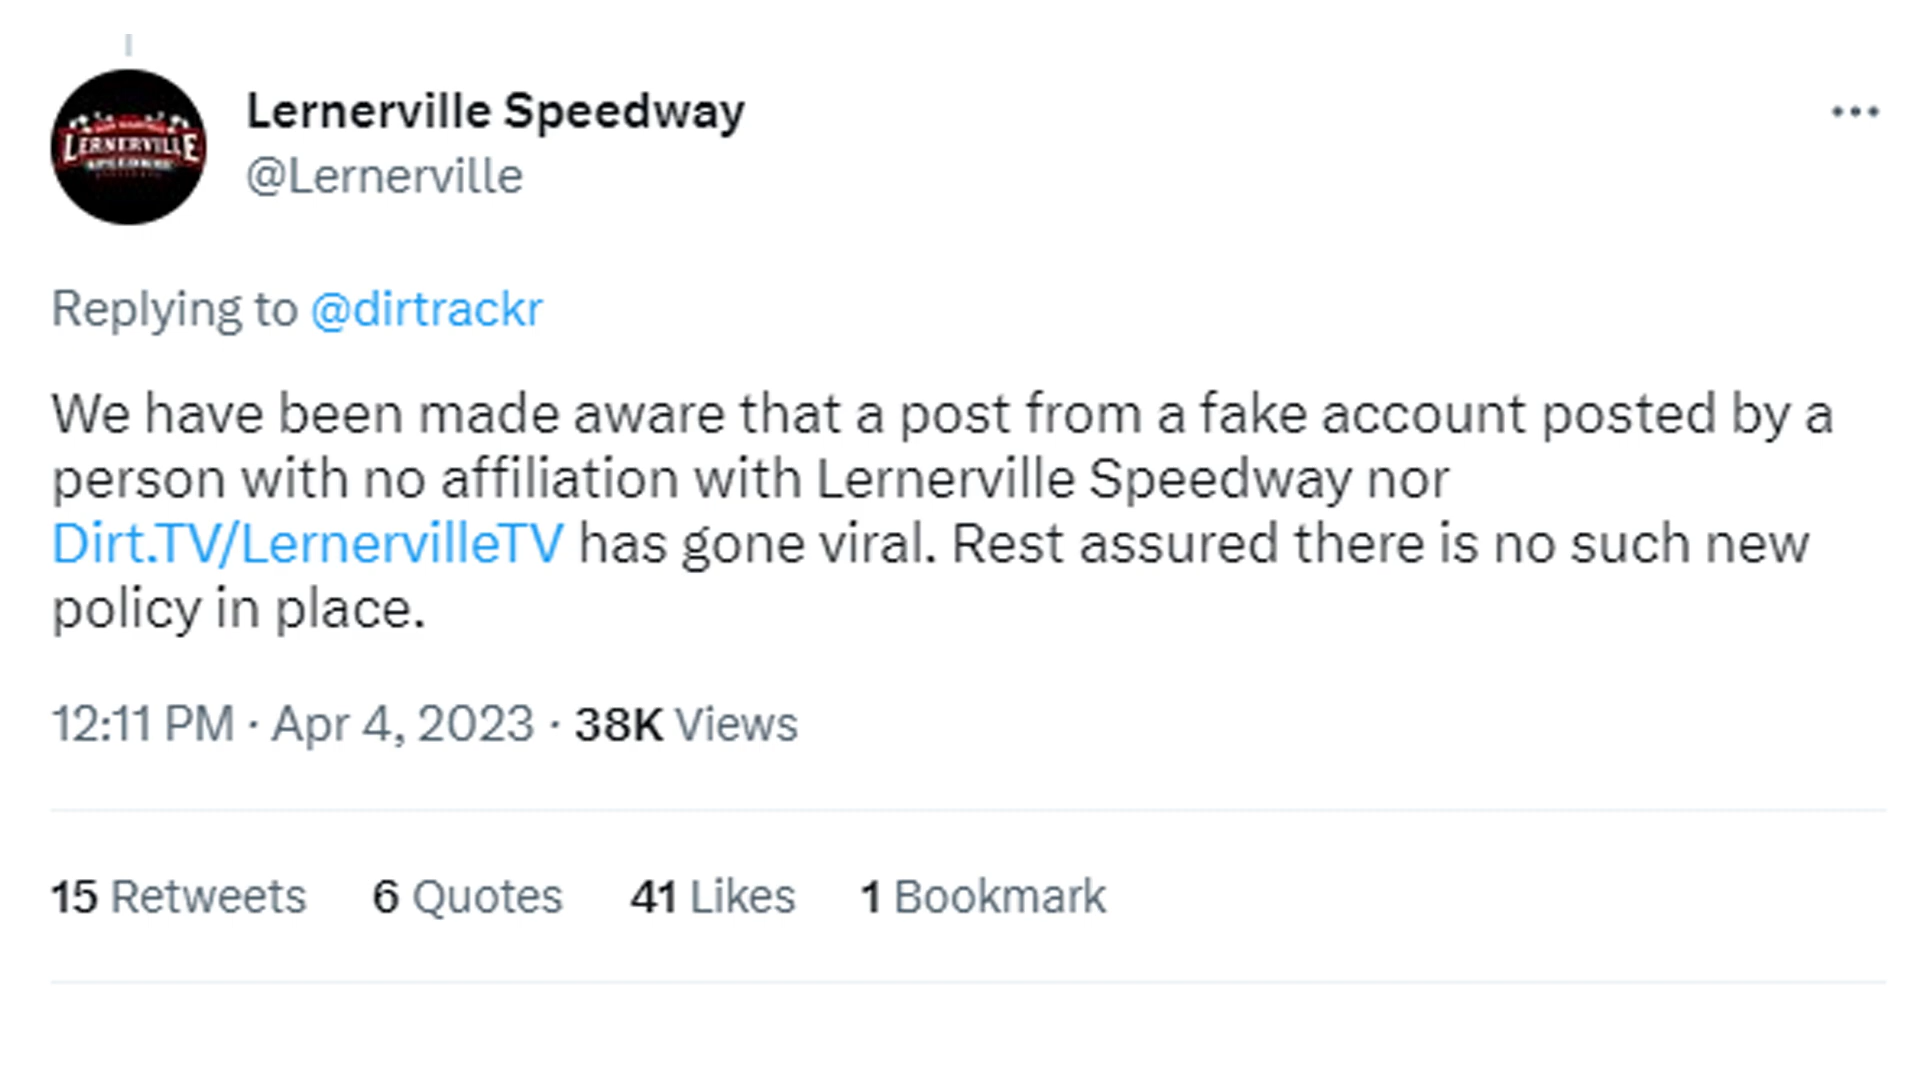 LERNERVILLE
SPEEDWAY
Lernerville Speedway
@Lernerville
Replying to @dirtrackr
We have been made aware that a post from a fake account posted by a
person with no affiliation with Lernerville Speedway nor
Dirt.TV/LernervilleTV has gone viral. Rest assured there is no such new
policy in place.
12:11 PM · Apr 4, 2023 · 38K Views
15 Retweets 6 Quotes 41 Likes 1 Bookmark